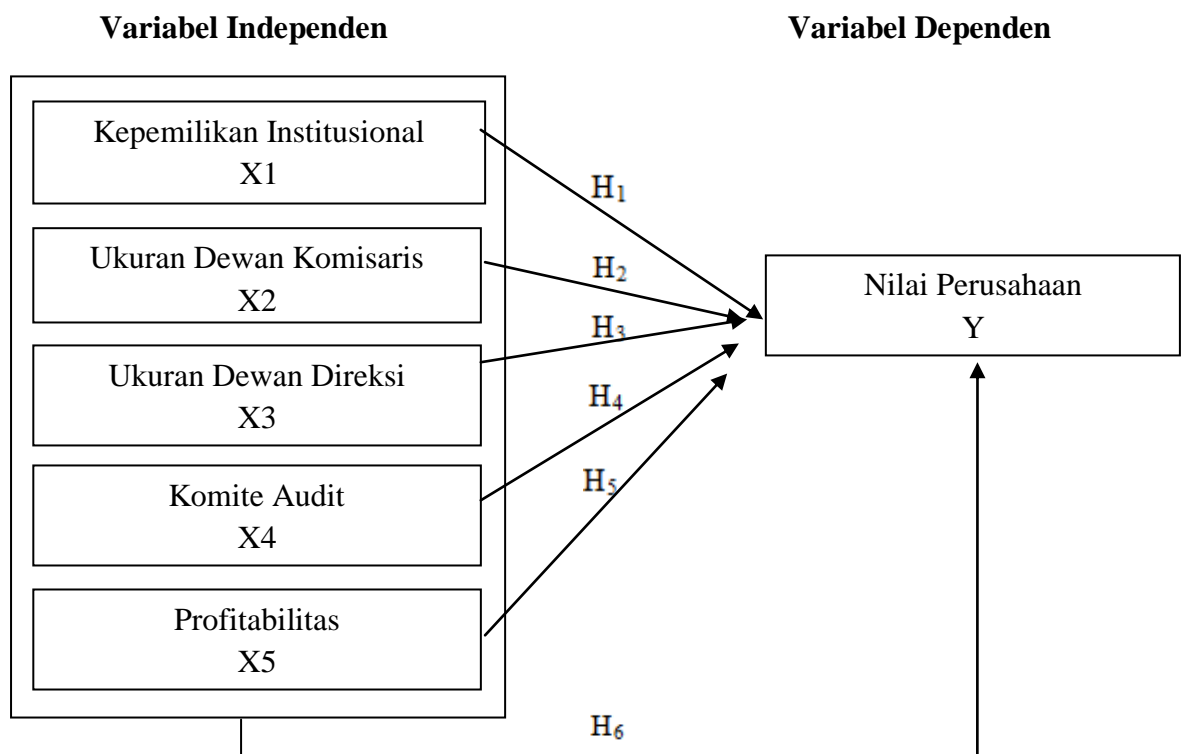 Variabel Independen
Variabel Dependen
Kepemilikan Institusional
X1
Ukuran Dewan Komisaris
X2
Ukuran Dewan Direksi
X3
Komite Audit
X4
Profitabilitas
X5
H₁
H₂
H₃
H₄
H₅
H₆
Nilai Perusahaan
Y